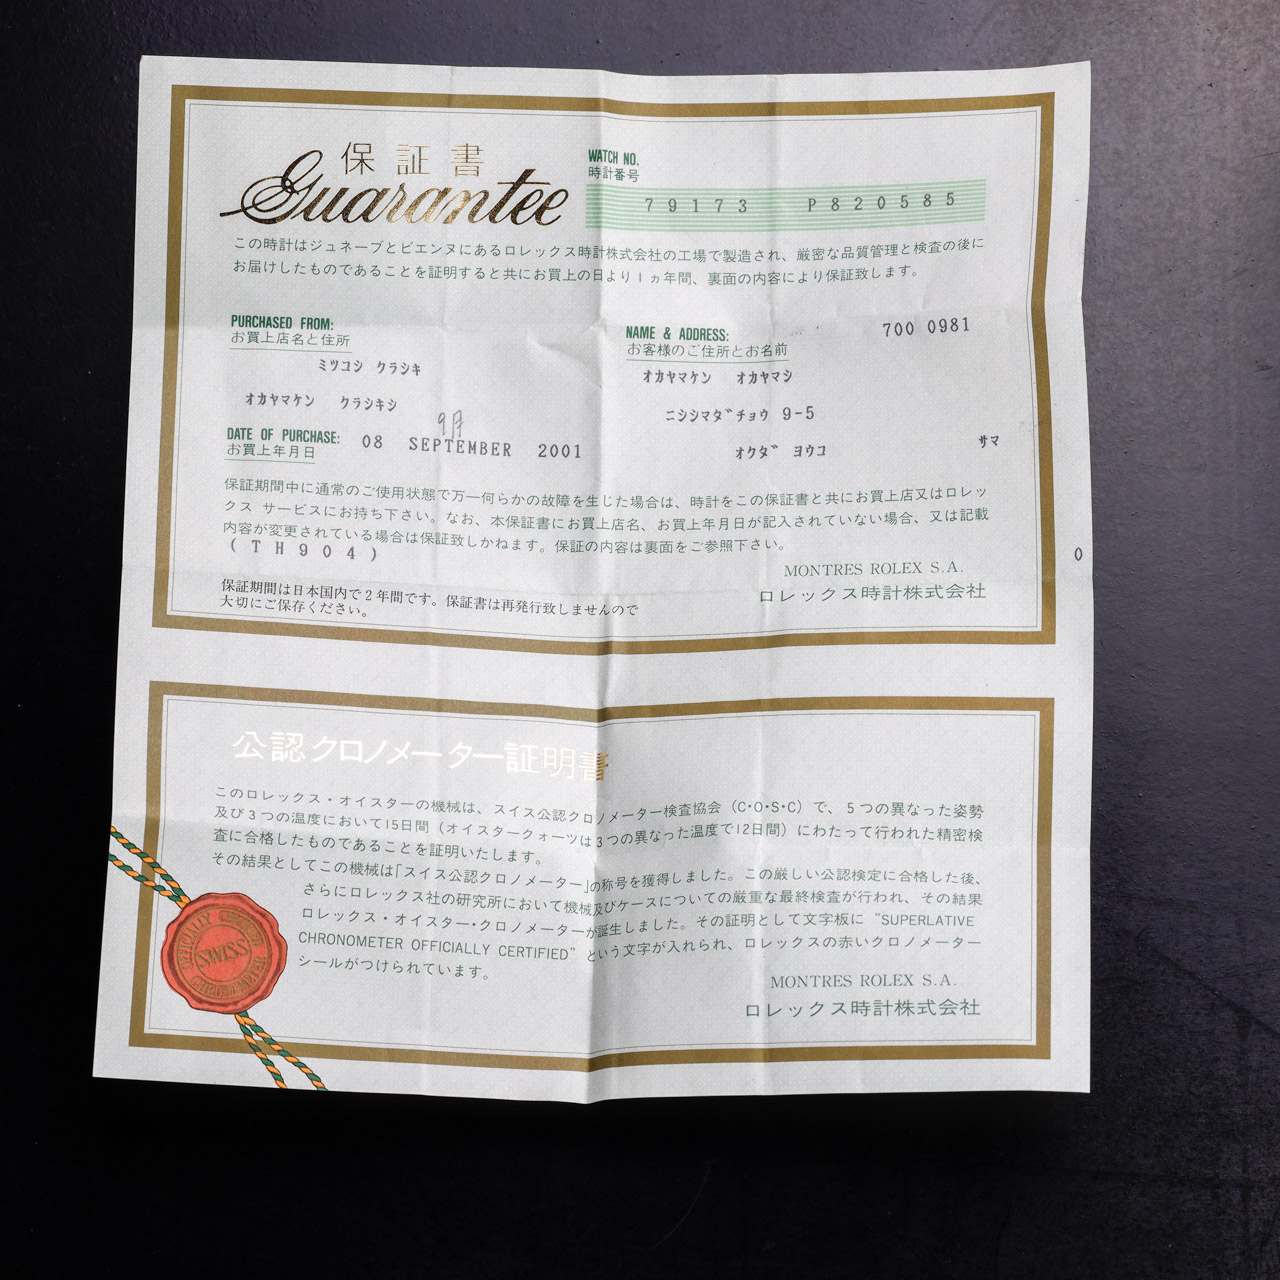 保証書
Guarantee
WATCH NO.
時計番号
79173 P820585
この時計はジュネーブとビエンヌにあるロレックス時計株式会社の工場で製造され、厳密な品質管理と検査の後に
お届けしたものであることを証明すると共にお買上の日より1ヵ年間、裏面の内容により保証致します。
PURCHASED FROM:
お買上店名と住所
ミツコシ クラシキ
オカヤマケン クラシキシ
9月
DATE OF PURCHASE: 08 SEPTEMBER 2001
お買上年月日
NAME & ADDRESS: 700 0981
お客様のご住所とお名前
オカヤマケン オカヤマシ
ニシシマダ゛チョウ 9-5
オクダ゛ ヨウコ サマ
保証期間中に通常のご使用状態で万一何らかの故障を生じた場合は、時計をこの保証書と共にお買上店又はロレッ
クス サービスにお持ち下さい。なお、本保証書にお買上店名、お買上年月日が記入されていない場合、又は記載
内容が変更されている場合は保証致しかねます。保証の内容は裏面をご参照下さい。
(TH904)
0
MONTRES ROLEX S.A.
ロレックス時計株式会社
保証期間は日本国内で2年間です。保証書は再発行致しませんので
大切にご保存ください。
公認クロノメーター証明書
このロレックス・オイスターの機械は、スイス公認クロノメーター検査協会(C・O・S・C)で、5つの異なった姿勢
及び3つの温度において15日間(オイスタークォーツは3つの異なった温度で12日間)にわたって行われた精密検
査に合格したものであることを証明いたします。
その結果としてこの機械は「スイス公認クロノメーター」の称号を獲得しました。この厳しい公認検定に合格した後、
さらにロレックス社の研究所において機械及びケースについての厳重な最終検査が行われ、その結果
ロレックス・オイスター・クロノメーターが誕生しました。その証明として文字板に“SUPERLATIVE
CHRONOMETER OFFICIALLY CERTIFIED”という文字が入れられ、ロレックスの赤いクロノメーター
シールがつけられています。
OFFICIALLY CERTIFIED
SWISS
CHRONOMETER
MONTRES ROLEX S.A.
ロレックス時計株式会社